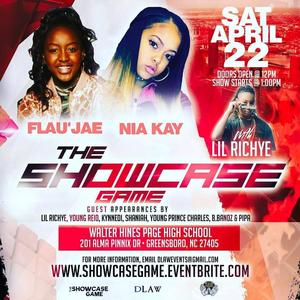 SAT
APRIL
22
DOORS OPEN @ 12PM
SHOW STARTS @ 1:00PM
FLAU'JAE
NIA KAY
With
LIL RICHYE
THE
SHOWCASE
GAME
GUEST APPEARANCES BY
LIL RICHYE, YOUNG REIO, KYNNEDI, SHANIAH, YOUNG PRINCE CHARLES, B.BANDZ & PIPA
WALTER HINES PAGE HIGH SCHOOL
201 ALMA PINNIX DR • GREENSBORO, NC 27405
FOR MORE INFORMATION, EMAIL DLAWEVENTS@GMAIL.COM
WWW.SHOWCASEGAME.EVENTBRITE.COM
SHOWCASE
GAME
DLAW